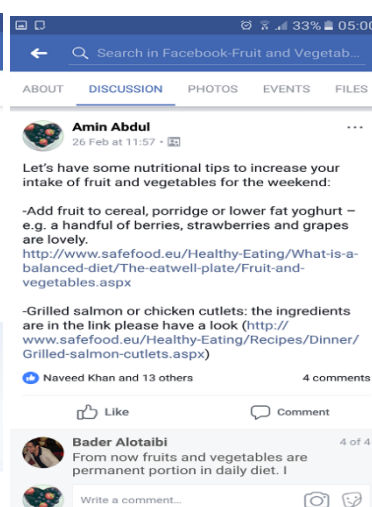 33% 05:00
Search in Facebook-Fruit and Vegetab...
ABOUT DISCUSSION PHOTOS EVENTS FILES
Amin Abdul
26 Feb at 11:57 •
Let's have some nutritional tips to increase your
intake of fruit and vegetables for the weekend:
-Add fruit to cereal, porridge or lower fat yoghurt –
e.g. a handful of berries, strawberries and grapes
are lovely.
http://www.safefood.eu/Healthy-Eating/What-is-a-
balanced-diet/The-eatwell-plate/Fruit-and-
vegetables.aspx
-Grilled salmon or chicken cutlets: the ingredients
are in the link please have a look (http://
www.safefood.eu/Healthy-Eating/Recipes/Dinner/
Grilled-salmon-cutlets.aspx)
Naveed Khan and 13 others 4 comments
Like Comment
Bader Alotaibi 4 of 4
From now fruits and vegetables are
permanent portion in daily diet. I
Write a comment...